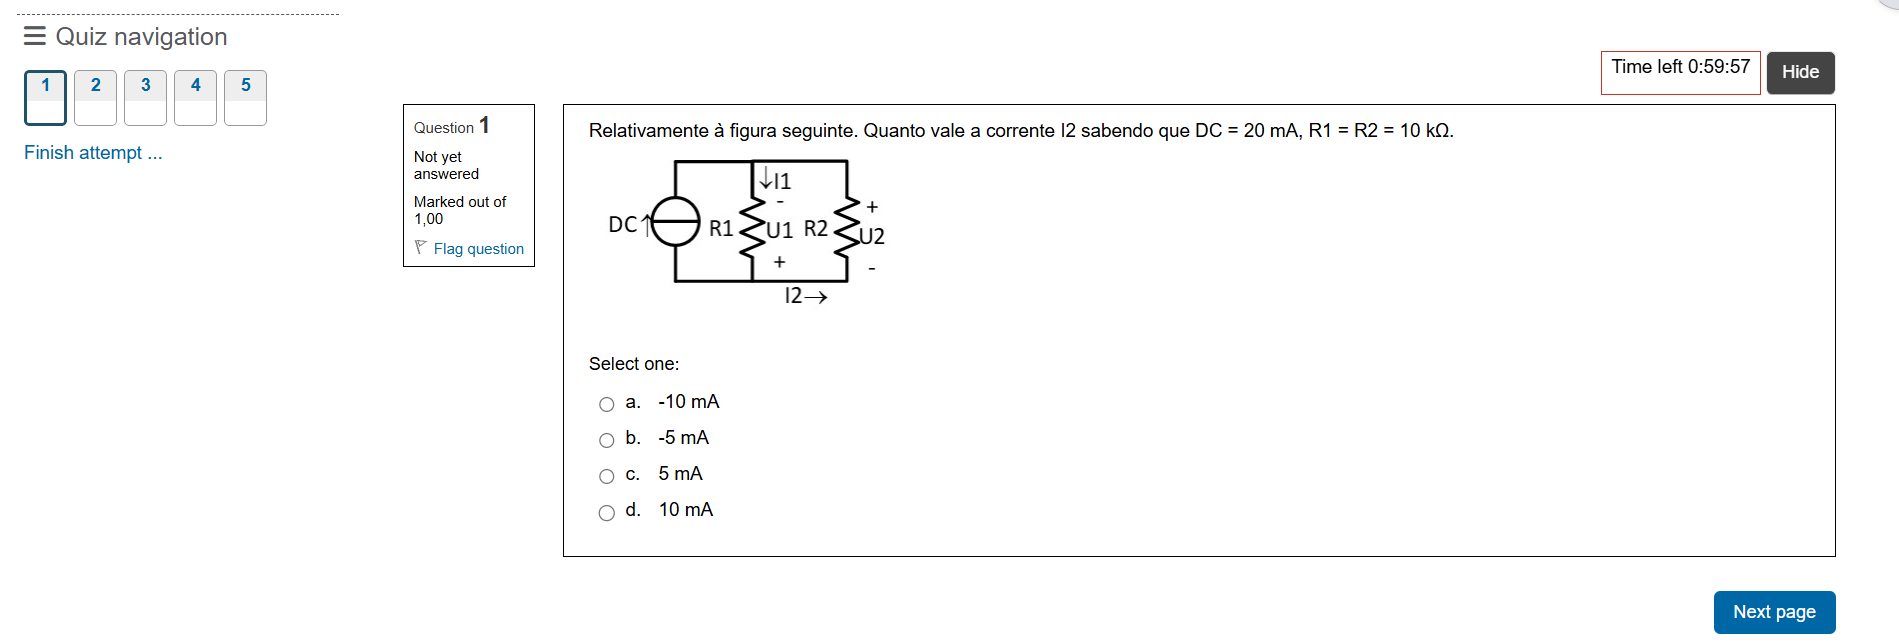 Quiz navigation
1 2 3 4 5
Finish attempt ...
Time left 0:59:57
Hide
Question 1
Not yet
answered
Marked out of
1,00
Flag question
Relativamente à figura seguinte. Quanto vale a corrente I2 sabendo que DC = 20 mA, R1 = R2 = 10 kΩ.
↓I1
- +
DC↑ R1 U1 R2 U2
+ -
I2→
Select one:
a. -10 mA
b. -5 mA
c. 5 mA
d. 10 mA
Next page